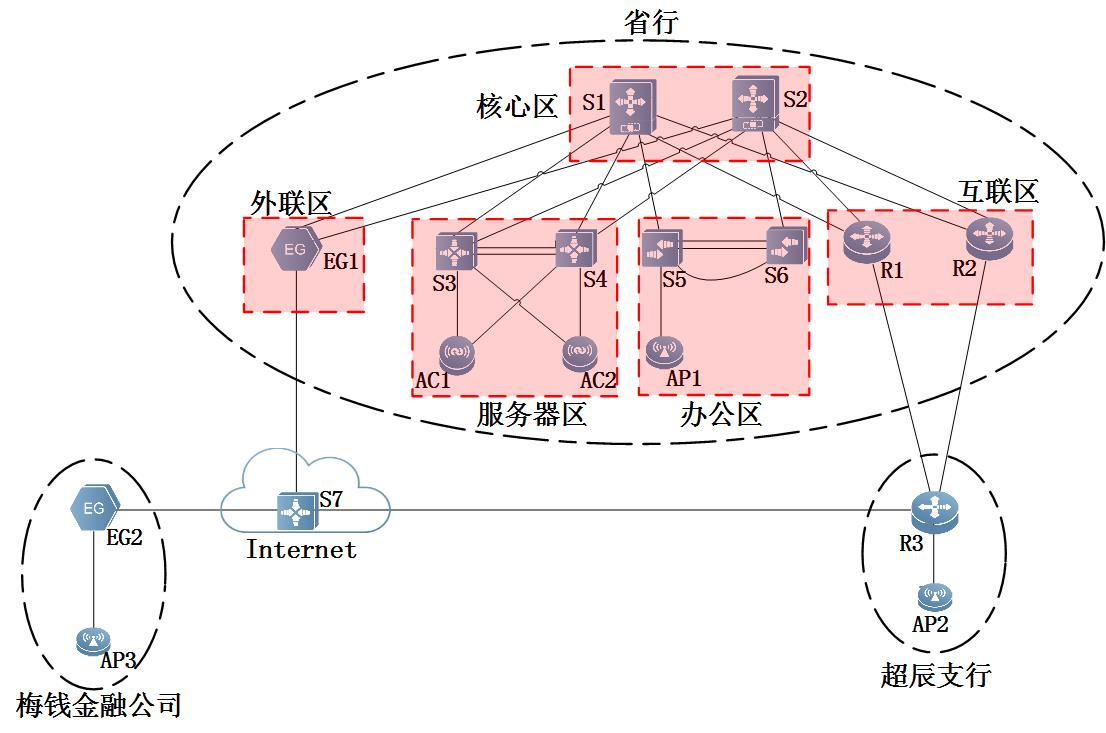 省行
核心区
S1
S2
外联区
互联区
EG
EG1
S3
S4
S5
S6
R1
R2
AC1
AC2
AP1
服务器区
办公区
EG
EG2
S7
Internet
R3
AP3
AP2
梅钱金融公司
超辰支行